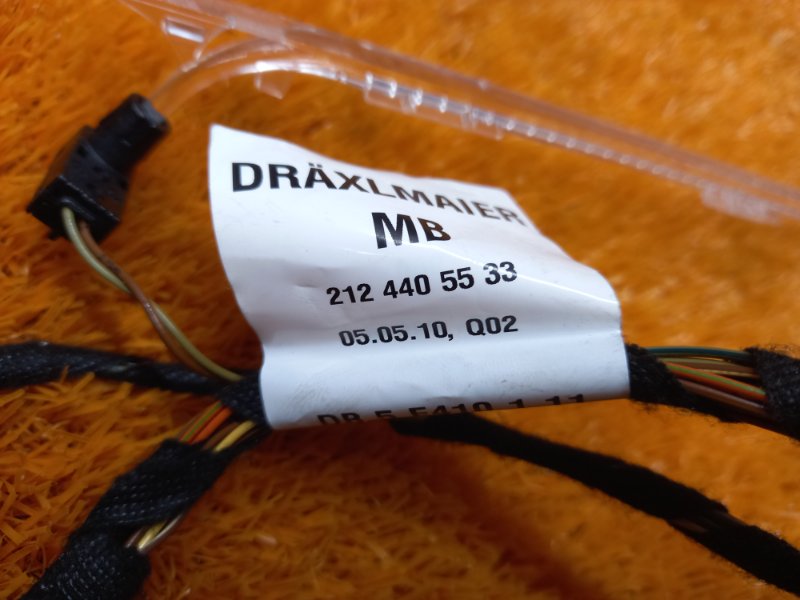 DRÄXLMAIER
MB
212 440 55 33
05.05.10, Q02